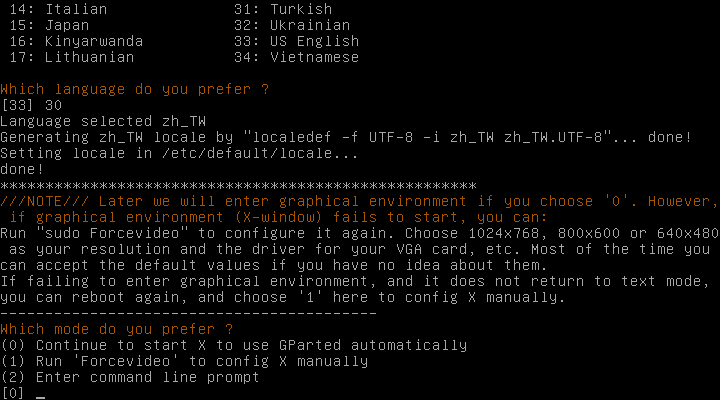 14: Italian 31: Turkish
15: Japan 32: Ukrainian
16: Kinyarwanda 33: US English
17: Lithuanian 34: Vietnamese
Which language do you prefer ?
[33] 30
Language selected zh_TW
Generating zh_TW locale by "localedef -f UTF-8 -i zh_TW zh_TW.UTF-8"... done!
Setting locale in /etc/default/locale...
done!
*****************************************************
///NOTE/// Later we will enter graphical environment if you choose '0'. However,
if graphical environment (X-window) fails to start, you can:
Run "sudo Forcevideo" to configure it again. Choose 1024x768, 800x600 or 640x480
as your resolution and the driver for your VGA card, etc. Most of the time you
can accept the default values if you have no idea about them.
If failing to enter graphical environment, and it does not return to text mode,
you can reboot again, and choose '1' here to config X manually.
------------------------------------------
Which mode do you prefer ?
(0) Continue to start X to use GParted automatically
(1) Run 'Forcevideo' to config X manually
(2) Enter command line prompt
[0] _